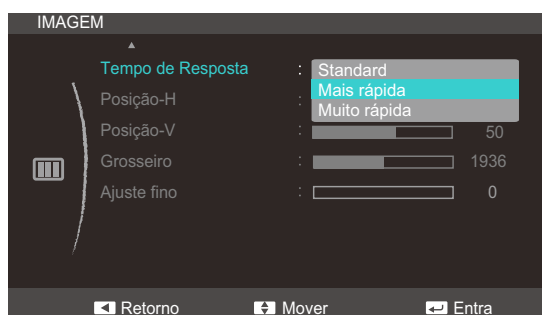 IMAGEM
Tempo de Resposta : Standard
Mais rápida
Posição-H :
Muito rápida
Posição-V : 50
Grosseiro : 1936
Ajuste fino : 0
Retorno Mover Entra